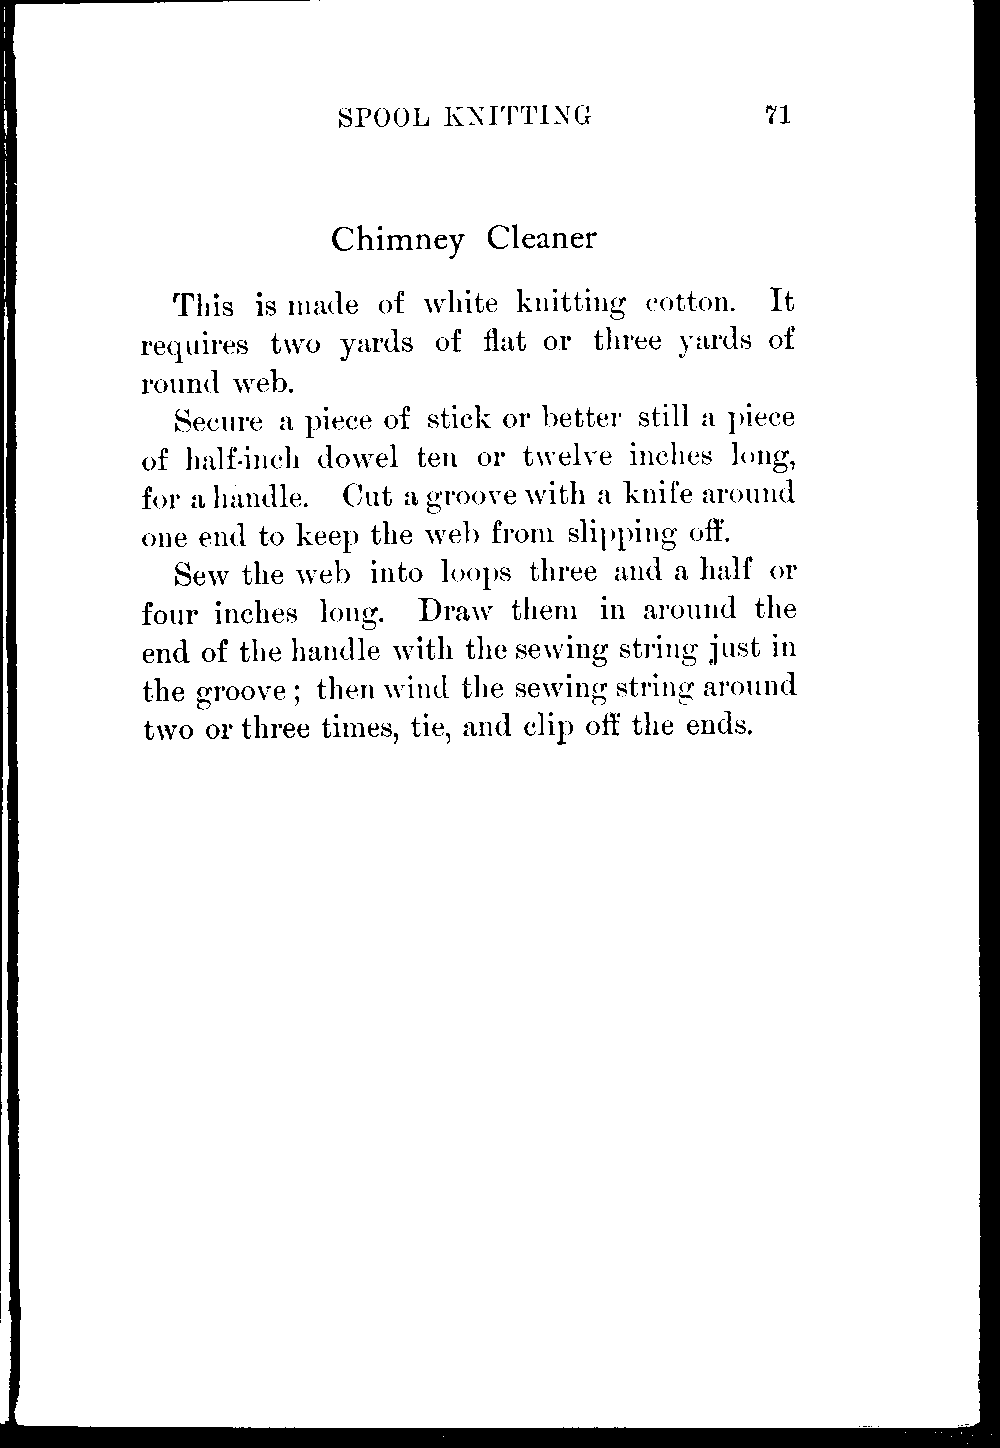 SPOOL KNITTING 71
Chimney Cleaner
This is made of white knitting cotton. It
requires two yards of flat or three yards of
round web.
Secure a piece of stick or better still a piece
of half-inch dowel ten or twelve inches long,
for a handle. Cut a groove with a knife around
one end to keep the web from slipping off.
Sew the web into loops three and a half or
four inches long. Draw them in around the
end of the handle with the sewing string just in
the groove; then wind the sewing string around
two or three times, tie, and clip off the ends.